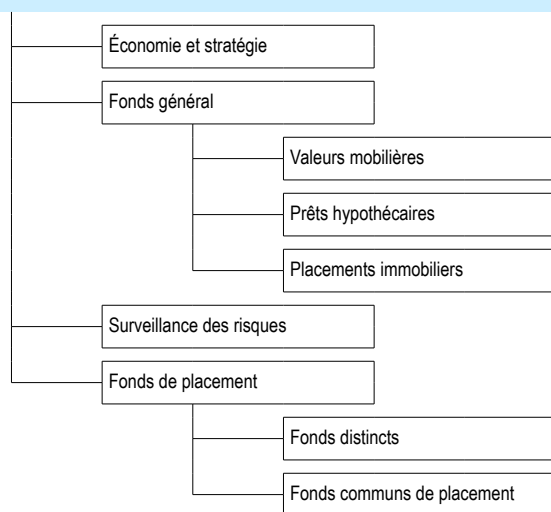 Économie et stratégie
Fonds général
Valeurs mobilières
Prêts hypothécaires
Placements immobiliers
Surveillance des risques
Fonds de placement
Fonds distincts
Fonds communs de placement